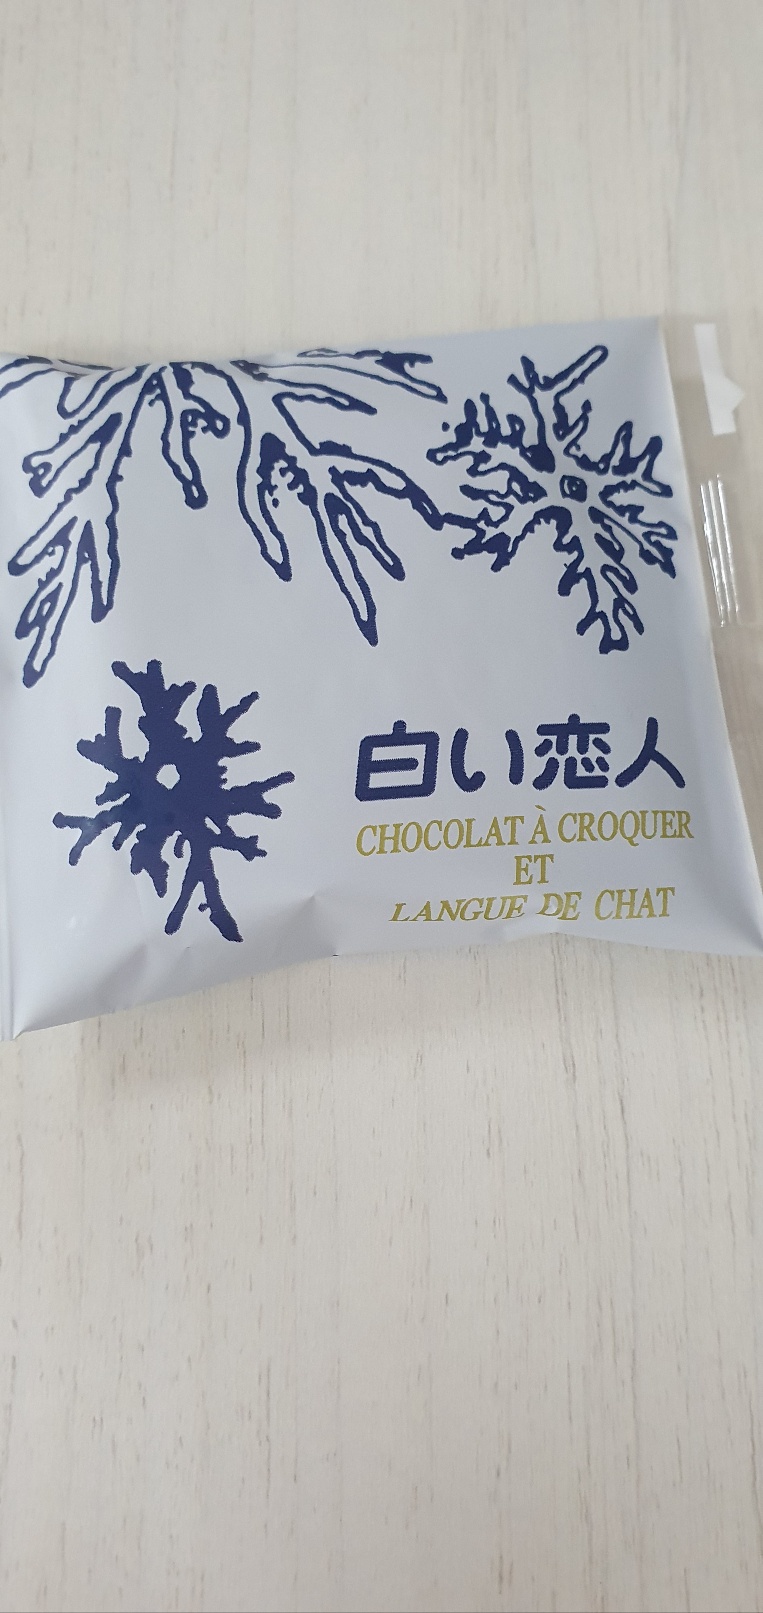 白い恋人
CHOCOLAT À CROQUER
ET
LANGUE DE CHAT